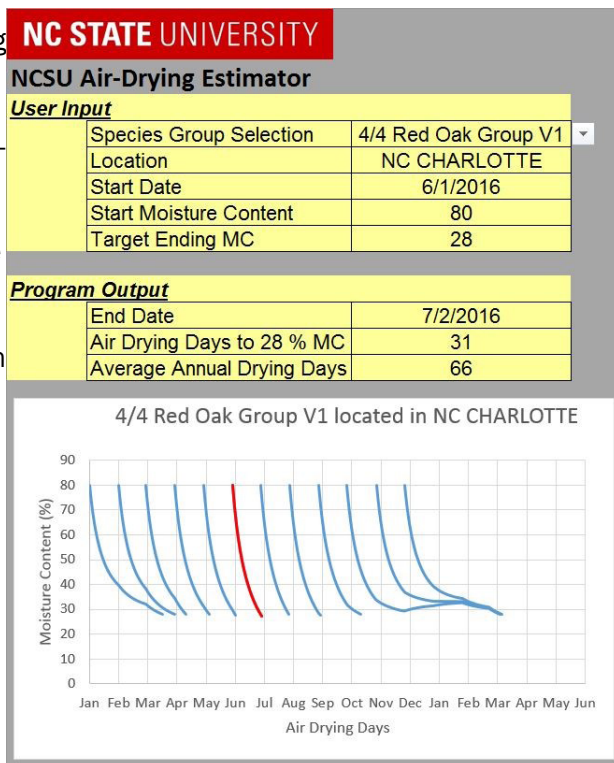 NC STATE UNIVERSITY
NCSU Air-Drying Estimator
User Input
Species Group Selection 4/4 Red Oak Group V1
Location NC CHARLOTTE
Start Date 6/1/2016
Start Moisture Content 80
Target Ending MC 28
Program Output
End Date 7/2/2016
Air Drying Days to 28 % MC 31
Average Annual Drying Days 66
4/4 Red Oak Group V1 located in NC CHARLOTTE
Moisture Content (%)
90
80
70
60
50
40
30
20
10
0
Jan Feb Mar Apr May Jun Jul Aug Sep Oct Nov Dec Jan Feb Mar Apr May Jun
Air Drying Days